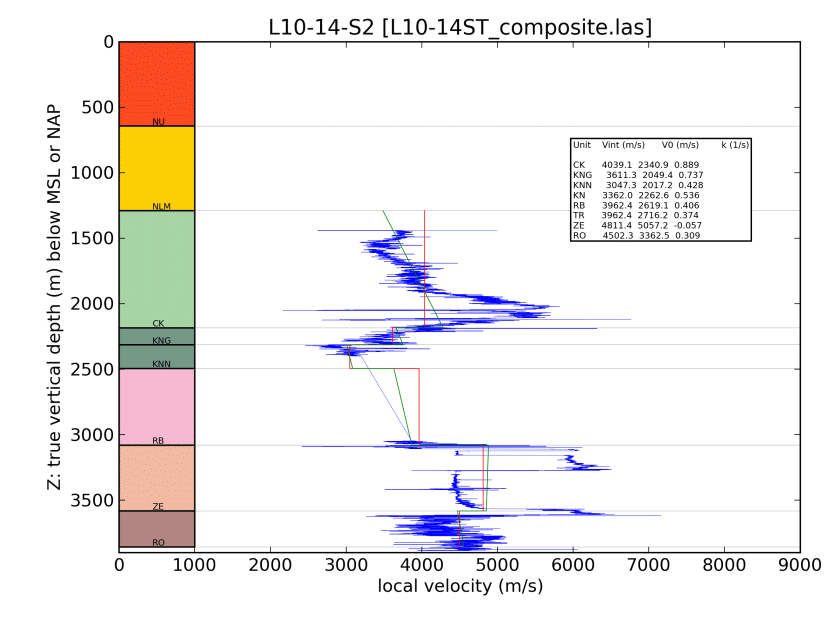 L10-14-S2 [L10-14ST_composite.las]
Z: true vertical depth (m) below MSL or NAP
0
500
1000
1500
2000
2500
3000
3500
NU
NLM
CK
KNG
KNN
RB
ZE
RO
Unit Vint (m/s) V0 (m/s) k (1/s)
CK 4039.1 2340.9 0.889
KNG 3611.3 2049.4 0.737
KNN 3047.3 2017.2 0.428
KN 3362.0 2262.6 0.536
RB 3962.4 2619.1 0.406
TR 3962.4 2716.2 0.374
ZE 4811.4 5057.2 -0.057
RO 4502.3 3362.5 0.309
0 1000 2000 3000 4000 5000 6000 7000 8000 9000
local velocity (m/s)